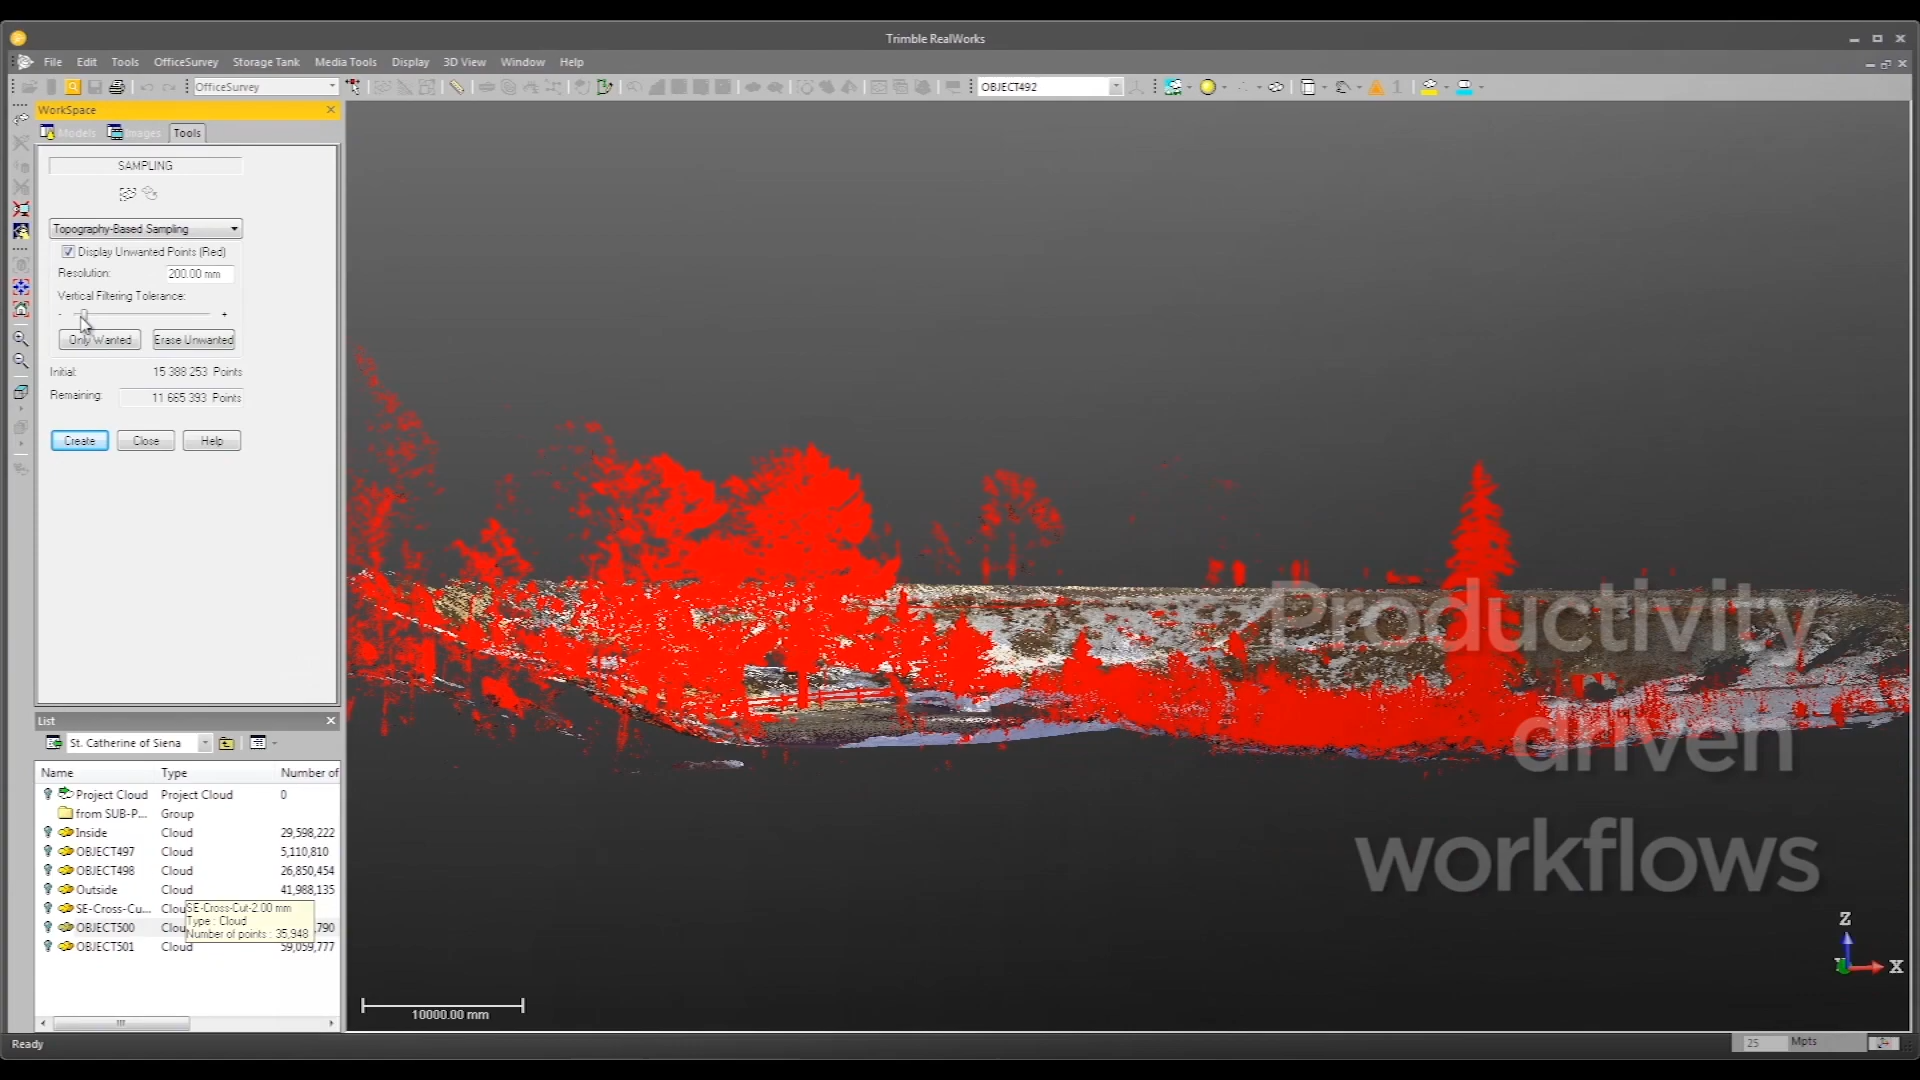 Trimble RealWorks
File Edit Tools OfficeSurvey Storage Tank Media Tools Display 3D View Window Help
OfficeSurvey
OBJECT492
WorkSpace
Models Images Tools
SAMPLING
Topography-Based Sampling
Display Unwanted Points (Red)
Resolution: 200.00 mm
Vertical Filtering Tolerance:
- +
Only Wanted Erase Unwanted
Initial: 15 388 253 Points
Remaining: 11 665 393 Points
Create Close Help
List
St. Catherine of Siena
Name Type Number of
Project Cloud Project Cloud 0
from SUB-P... Group
Inside Cloud 29,598,222
OBJECT497 Cloud 5,110,810
OBJECT498 Cloud 26,850,454
Outside Cloud 41,988,135
SE-Cross-Cu... Clou
SE-Cross-Cut-2.00 mm
Type : Cloud
Number of points : 35,948
OBJECT500 Clou ,790
OBJECT501 Cloud 59,059,777
Productivity
driven
workflows
Z
X
10000.00 mm
Ready
25 Mpts